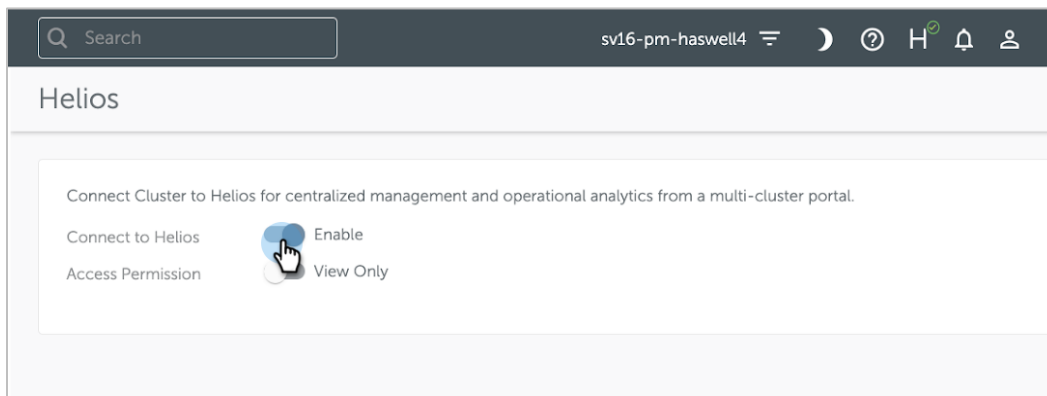 Search
sv16-pm-haswell4
H
Helios
Connect Cluster to Helios for centralized management and operational analytics from a multi-cluster portal.
Connect to Helios Enable
Access Permission View Only